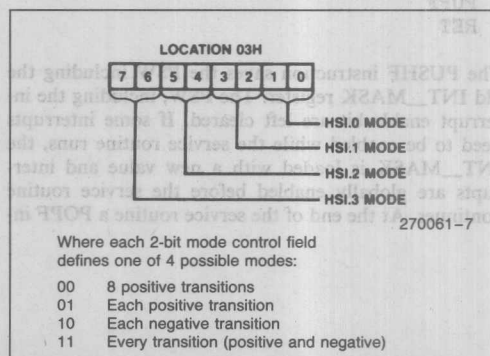 LOCATION 03H
7 6 5 4 3 2 1 0
HSI.0 MODE
HSI.1 MODE
HSI.2 MODE
HSI.3 MODE
270061–7
Where each 2-bit mode control field
defines one of 4 possible modes:
00 8 positive transitions
01 Each positive transition
10 Each negative transition
11 Every transition (positive and negative)